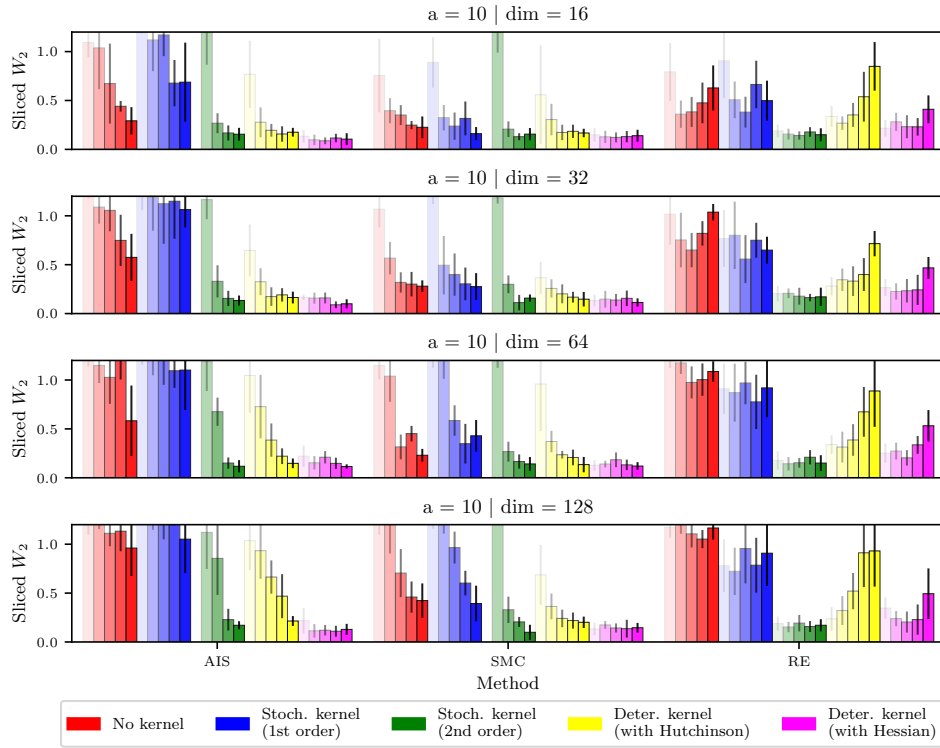 a = 10 | dim = 16
Sliced W₂
1.0
0.5
0.0
a = 10 | dim = 32
Sliced W₂
1.0
0.5
0.0
a = 10 | dim = 64
Sliced W₂
1.0
0.5
0.0
a = 10 | dim = 128
Sliced W₂
1.0
0.5
0.0
AIS SMC RE
Method
No kernel
Stoch. kernel
(1st order)
Stoch. kernel
(2nd order)
Deter. kernel
(with Hutchinson)
Deter. kernel
(with Hessian)